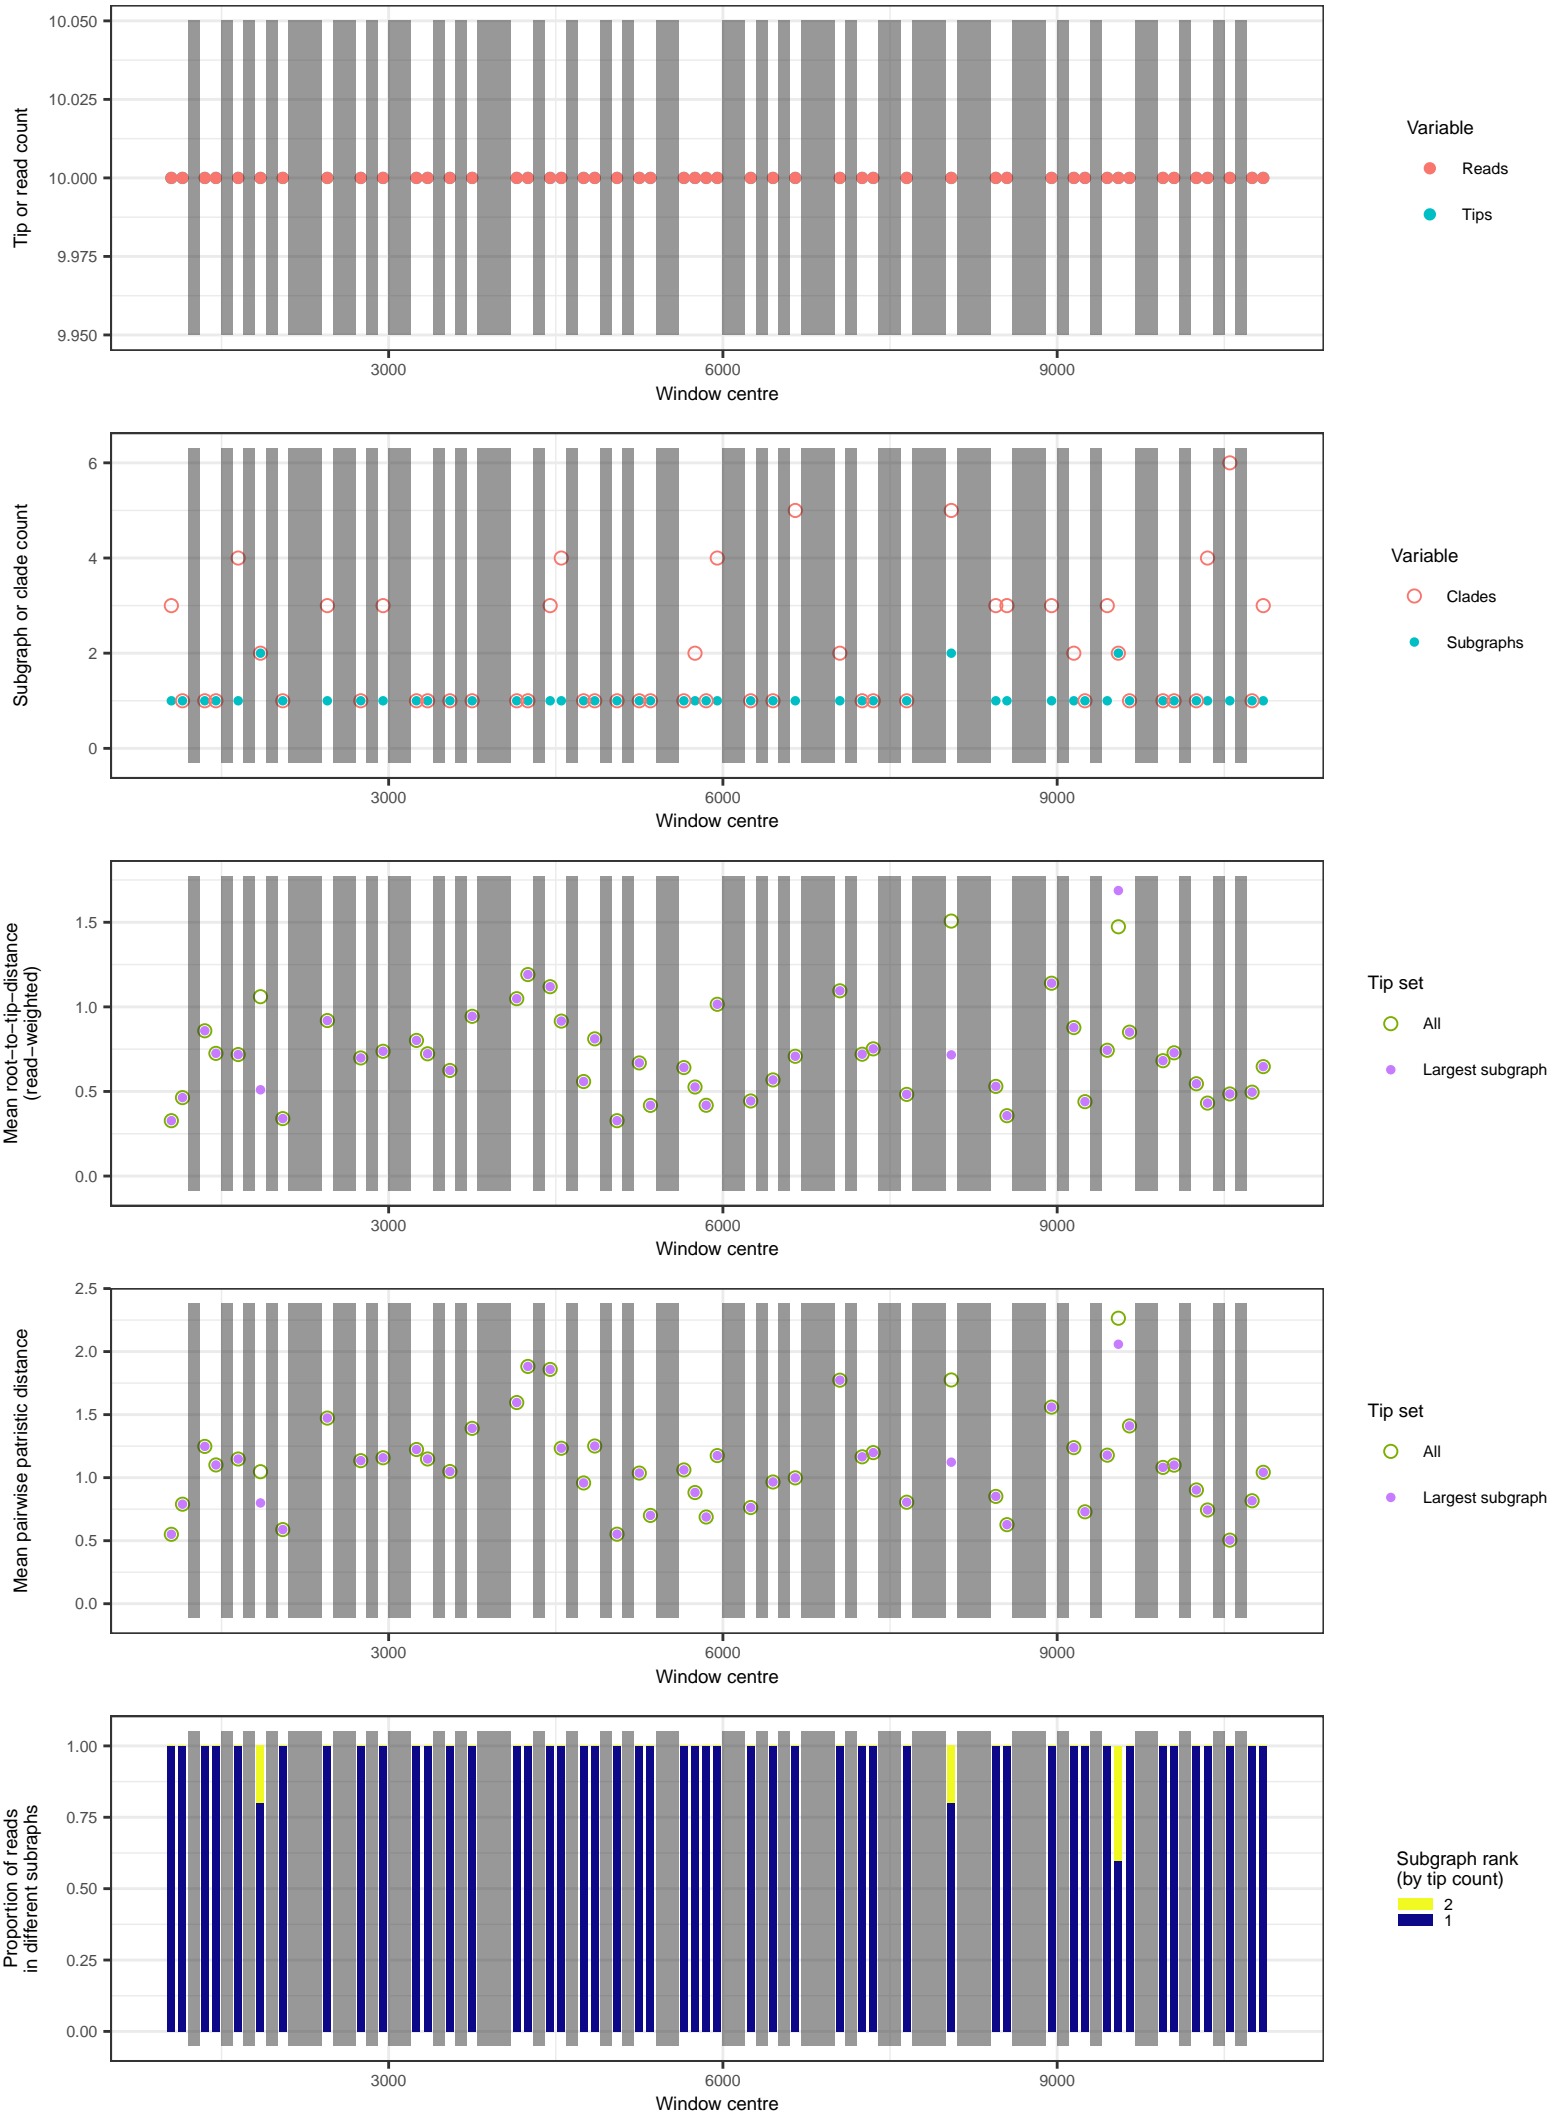 Tip or read count
10.050
10.025
10.000
9.975
9.950
3000
6000
9000
Window centre
Variable
Reads
Tips
Subgraph or clade count
6
4
2
0
3000
6000
9000
Window centre
Variable
Clades
Subgraphs
Mean root−to−tip−distance
(read−weighted)
1.5
1.0
0.5
0.0
3000
6000
9000
Window centre
Tip set
All
Largest subgraph
Mean pairwise patristic distance
2.5
2.0
1.5
1.0
0.5
0.0
3000
6000
9000
Window centre
Tip set
All
Largest subgraph
Proportion of reads
in different subraphs
1.00
0.75
0.50
0.25
0.00
3000
6000
9000
Window centre
Subgraph rank
(by tip count)
2
1